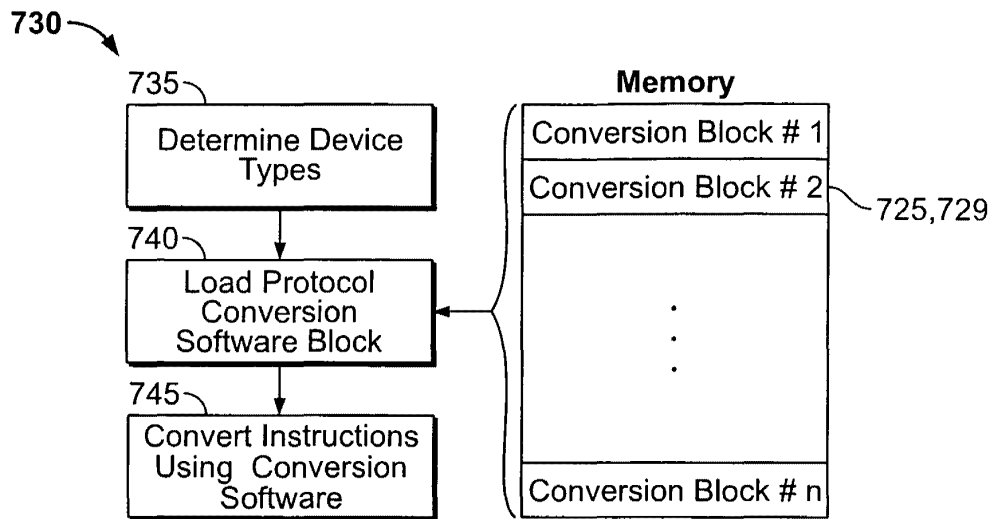 730
735
Determine Device
Types
740
Load Protocol
Conversion
Software Block
745
Convert Instructions
Using Conversion
Software
Memory
Conversion Block # 1
Conversion Block # 2
725,729
Conversion Block # n